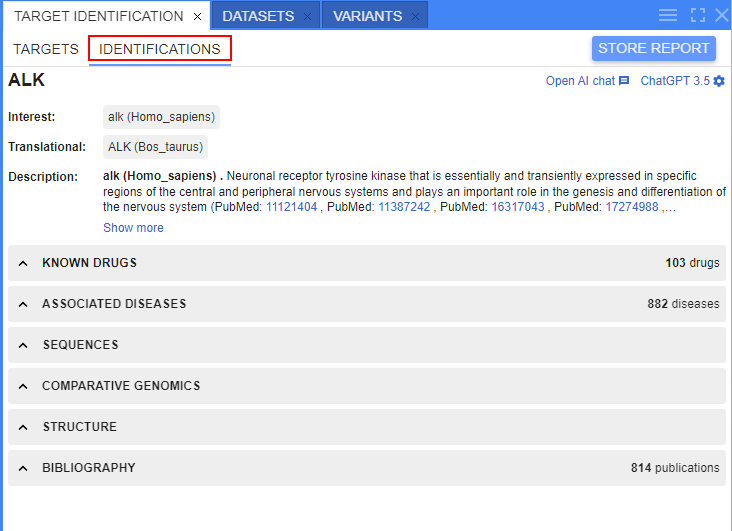 TARGET IDENTIFICATION × DATASETS × VARIANTS ×
TARGETS IDENTIFICATIONS STORE REPORT
ALK Open AI chat ChatGPT 3.5
Interest: alk (Homo_sapiens)
Translational: ALK (Bos_taurus)
Description: alk (Homo_sapiens) . Neuronal receptor tyrosine kinase that is essentially and transiently expressed in specific
regions of the central and peripheral nervous systems and plays an important role in the genesis and differentiation of
the nervous system (PubMed: 11121404 , PubMed: 11387242 , PubMed: 16317043 , PubMed: 17274988 ,...
Show more
KNOWN DRUGS 103 drugs
ASSOCIATED DISEASES 882 diseases
SEQUENCES
COMPARATIVE GENOMICS
STRUCTURE
BIBLIOGRAPHY 814 publications